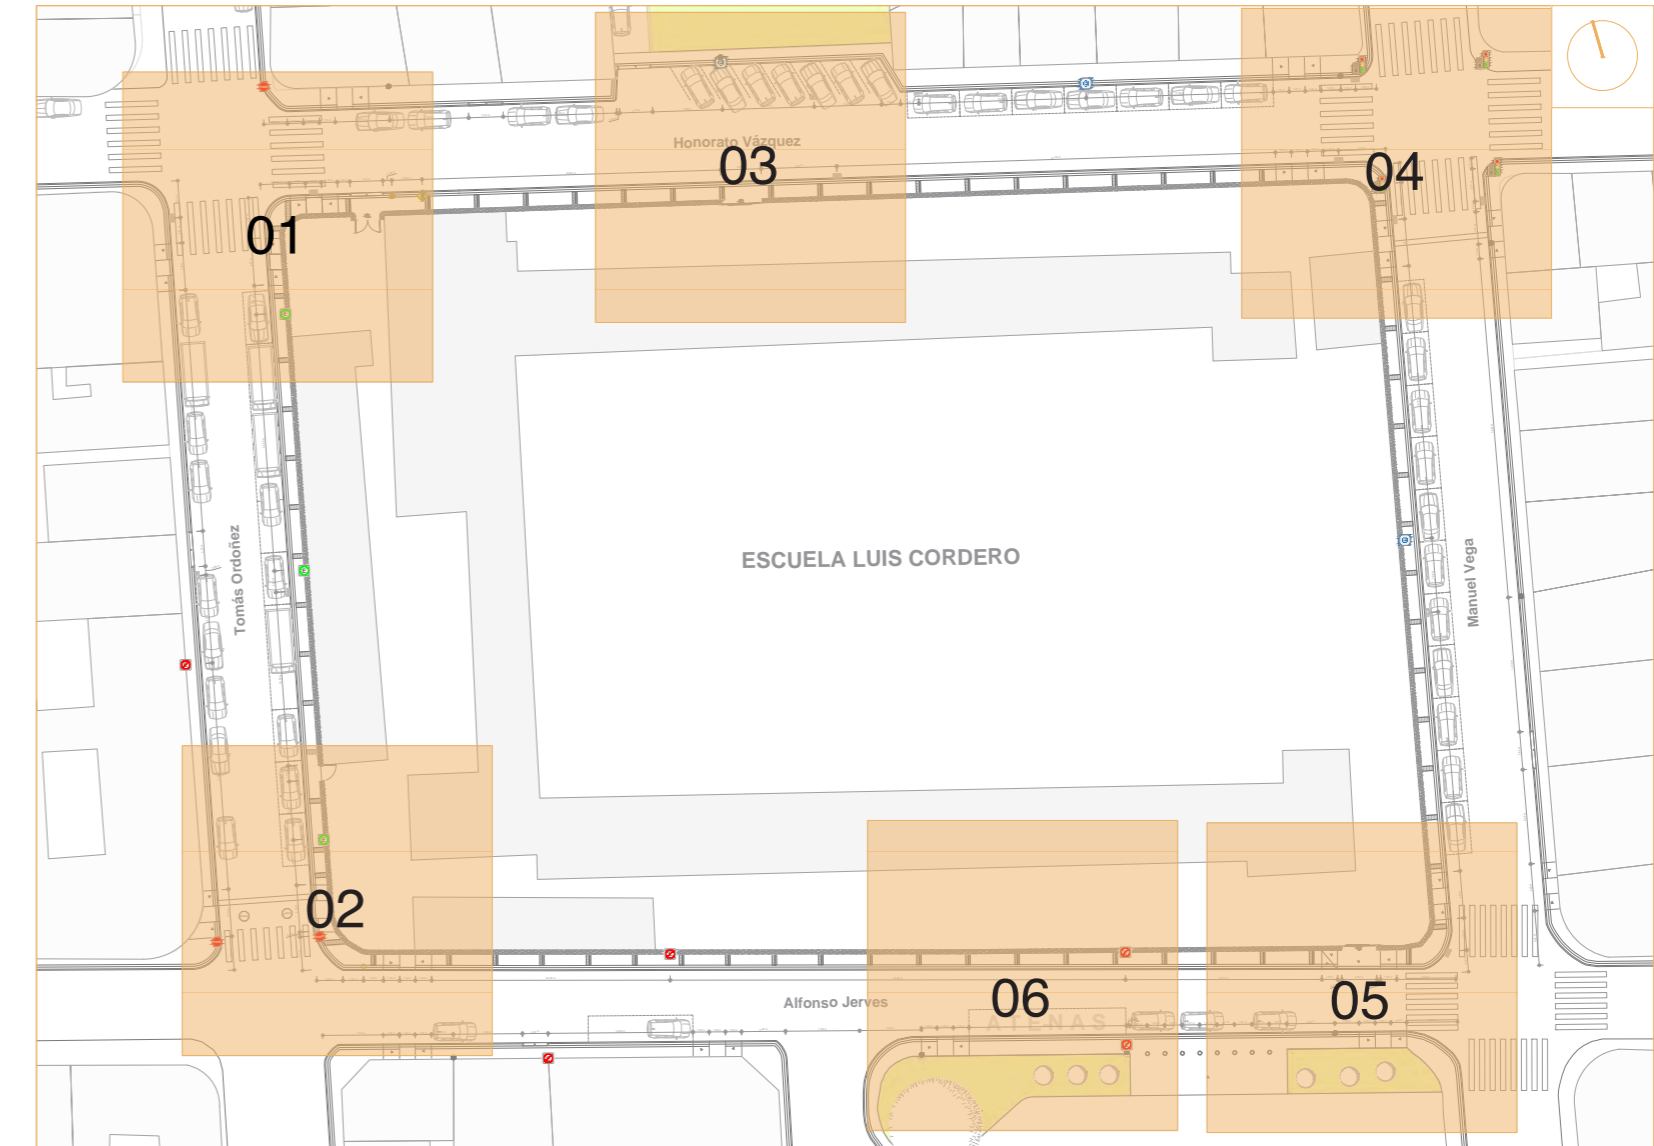 Honorato Vázquez
03
04
01
ESCUELA LUIS CORDERO
Tomás Ordoñez
Manuel Vega
02
Alfonso Jerves
06
05
ATENAS